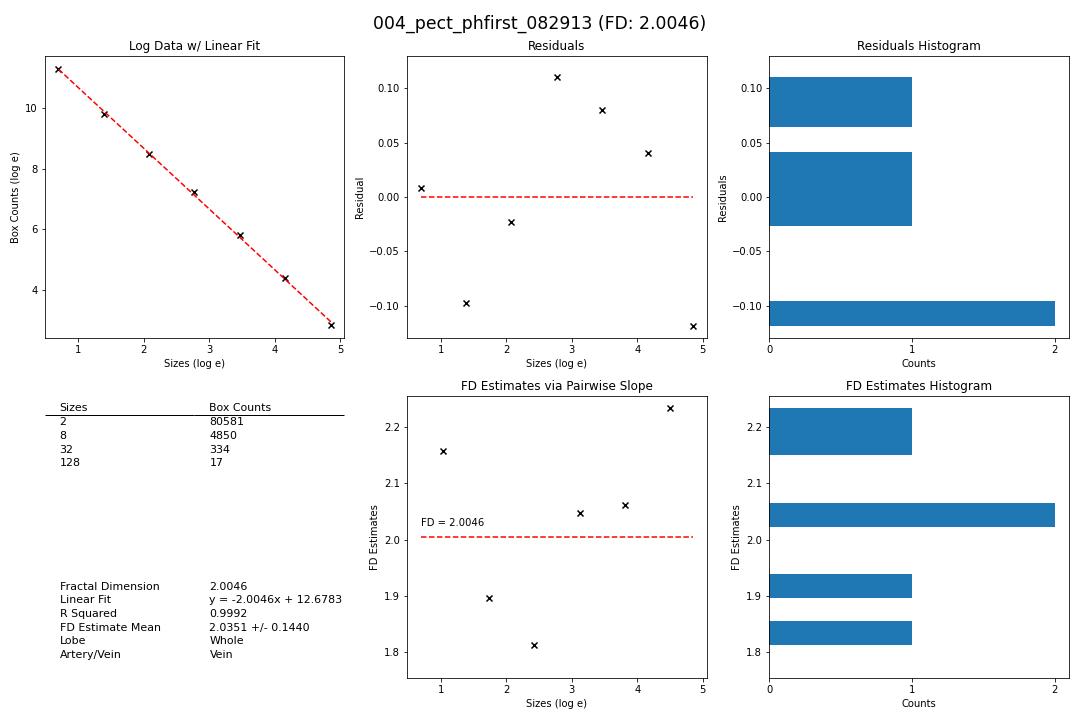 004_pect_phfirst_082913 (FD: 2.0046)
Log Data w/ Linear Fit
Box Counts (log e)
10
8
6
4
1 2 3 4 5
Sizes (log e)
Residuals
Residual
0.10
0.05
0.00
−0.05
−0.10
1 2 3 4 5
Sizes (log e)
Residuals Histogram
Residuals
0.10
0.05
0.00
−0.05
−0.10
0 1 2
Counts
Sizes Box Counts
2 80581
8 4850
32 334
128 17
Fractal Dimension 2.0046
Linear Fit y = -2.0046x + 12.6783
R Squared 0.9992
FD Estimate Mean 2.0351 +/- 0.1440
Lobe Whole
Artery/Vein Vein
FD Estimates via Pairwise Slope
FD Estimates
2.2
2.1
2.0
1.9
1.8
FD = 2.0046
1 2 3 4 5
Sizes (log e)
FD Estimates Histogram
FD Estimates
2.2
2.1
2.0
1.9
1.8
0 1 2
Counts